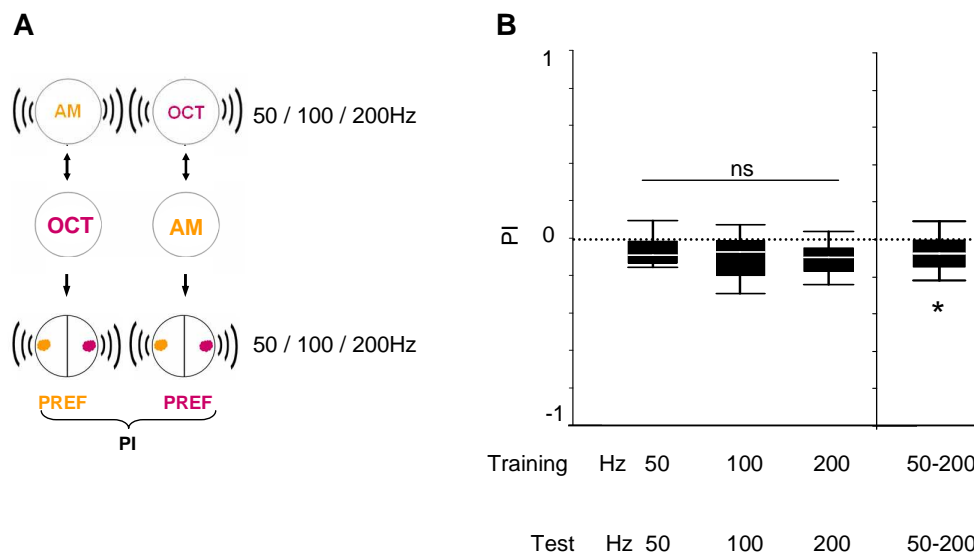 A
AM OCT 50 / 100 / 200Hz
OCT AM
50 / 100 / 200Hz
PREF PREF
PI
B
1
ns
PI
0
*
-1
Training Hz 50 100 200 50-200
Test Hz 50 100 200 50-200